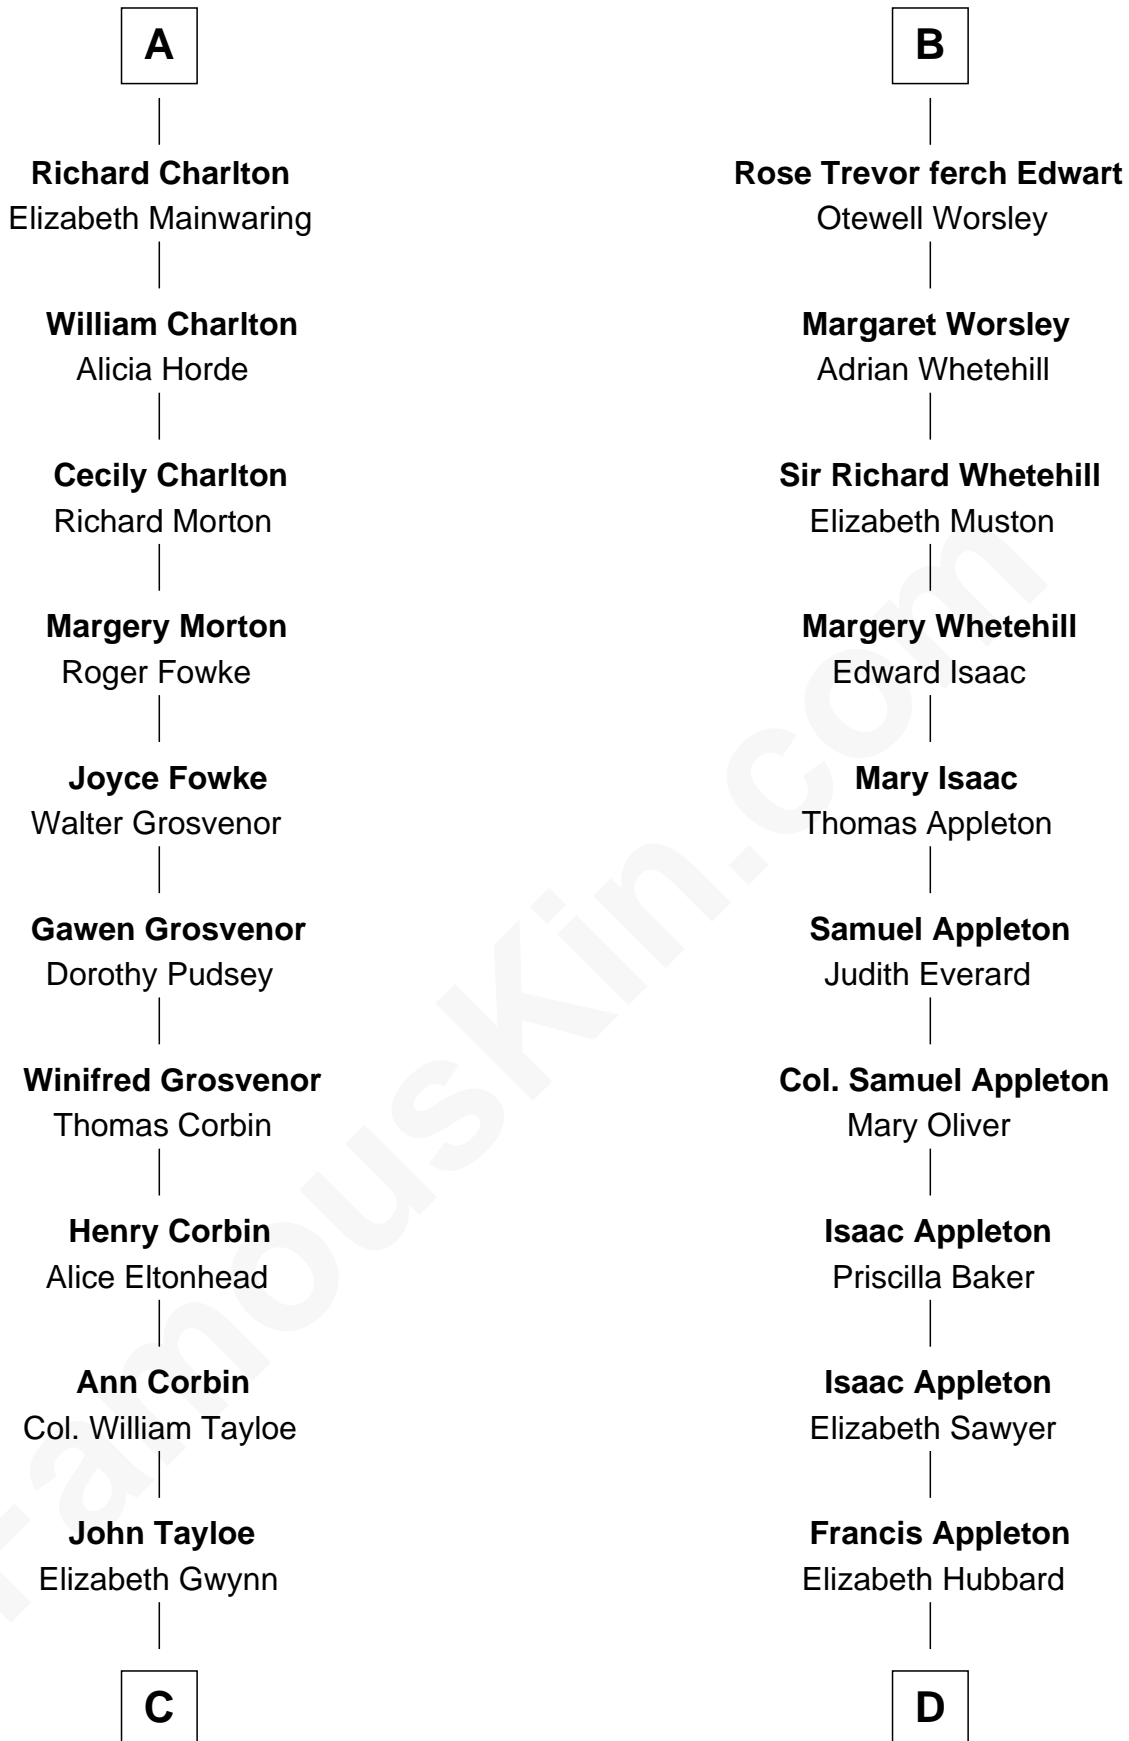 A
Richard Charlton
Elizabeth Mainwaring
William Charlton
Alicia Horde
Cecily Charlton
Richard Morton
Margery Morton
Roger Fowke
Joyce Fowke
Walter Grosvenor
Gawen Grosvenor
Dorothy Pudsey
Winifred Grosvenor
Thomas Corbin
Henry Corbin
Alice Eltonhead
Ann Corbin
Col. William Tayloe
John Tayloe
Elizabeth Gwynn
C
B
Rose Trevor ferch Edwart
Otewell Worsley
Margaret Worsley
Adrian Whetehill
Sir Richard Whetehill
Elizabeth Muston
Margery Whetehill
Edward Isaac
Mary Isaac
Thomas Appleton
Samuel Appleton
Judith Everard
Col. Samuel Appleton
Mary Oliver
Isaac Appleton
Priscilla Baker
Isaac Appleton
Elizabeth Sawyer
Francis Appleton
Elizabeth Hubbard
D
FamousKin.com